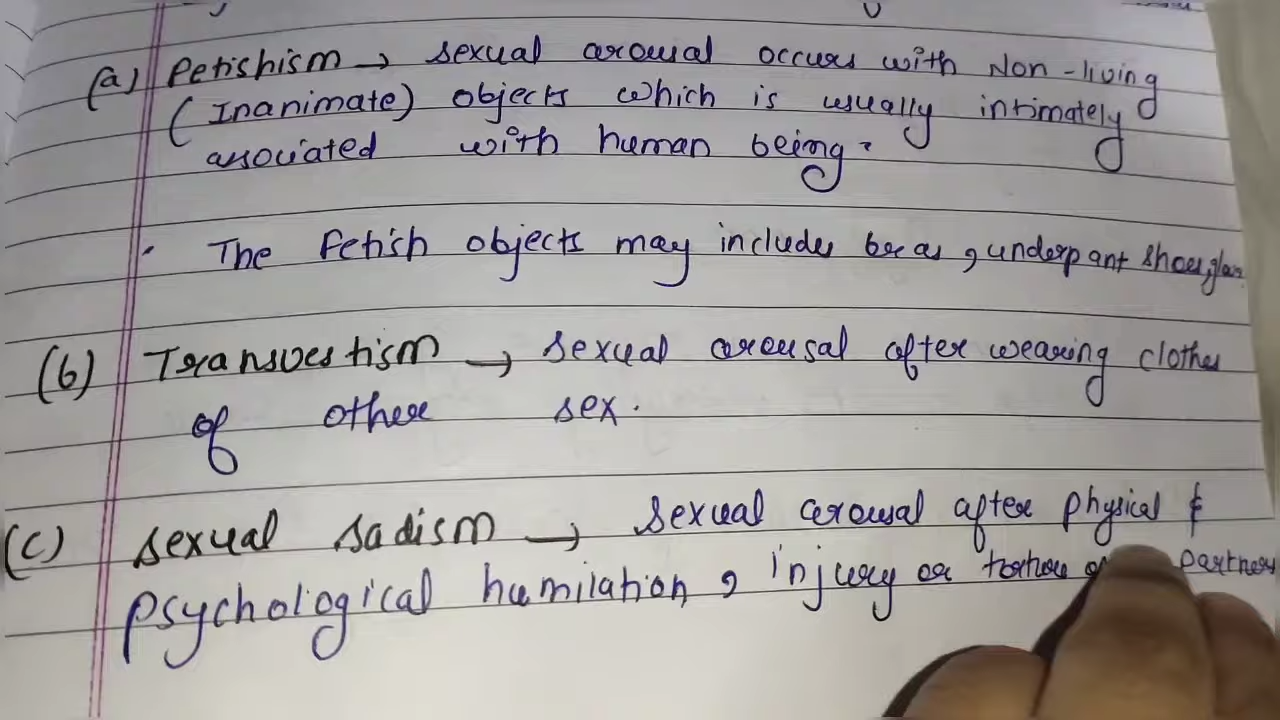 (a) Fetishism → sexual arousal occurs with Non-living
(Inanimate) objects which is usually intimately
associated with human being.
• The Fetish objects may includes bras, underpant shoes,
(b) Transvestism → sexual arousal after wearing clothes
of other sex.
(c) sexual sadism → sexual arousal after physical &
psychological humilation, injury or torture partners